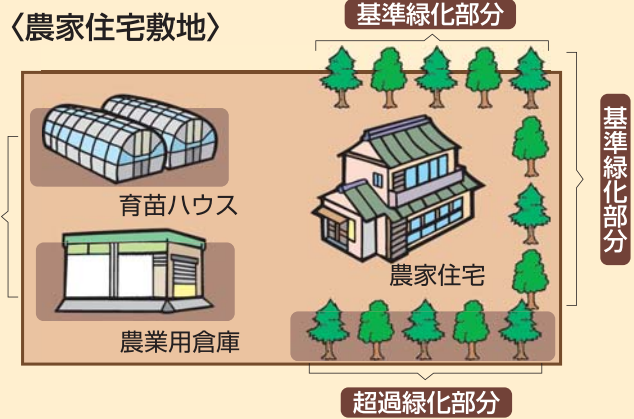 〈農家住宅敷地〉
基準緑化部分
基準緑化部分
育苗ハウス
農家住宅
農業用倉庫
超過緑化部分